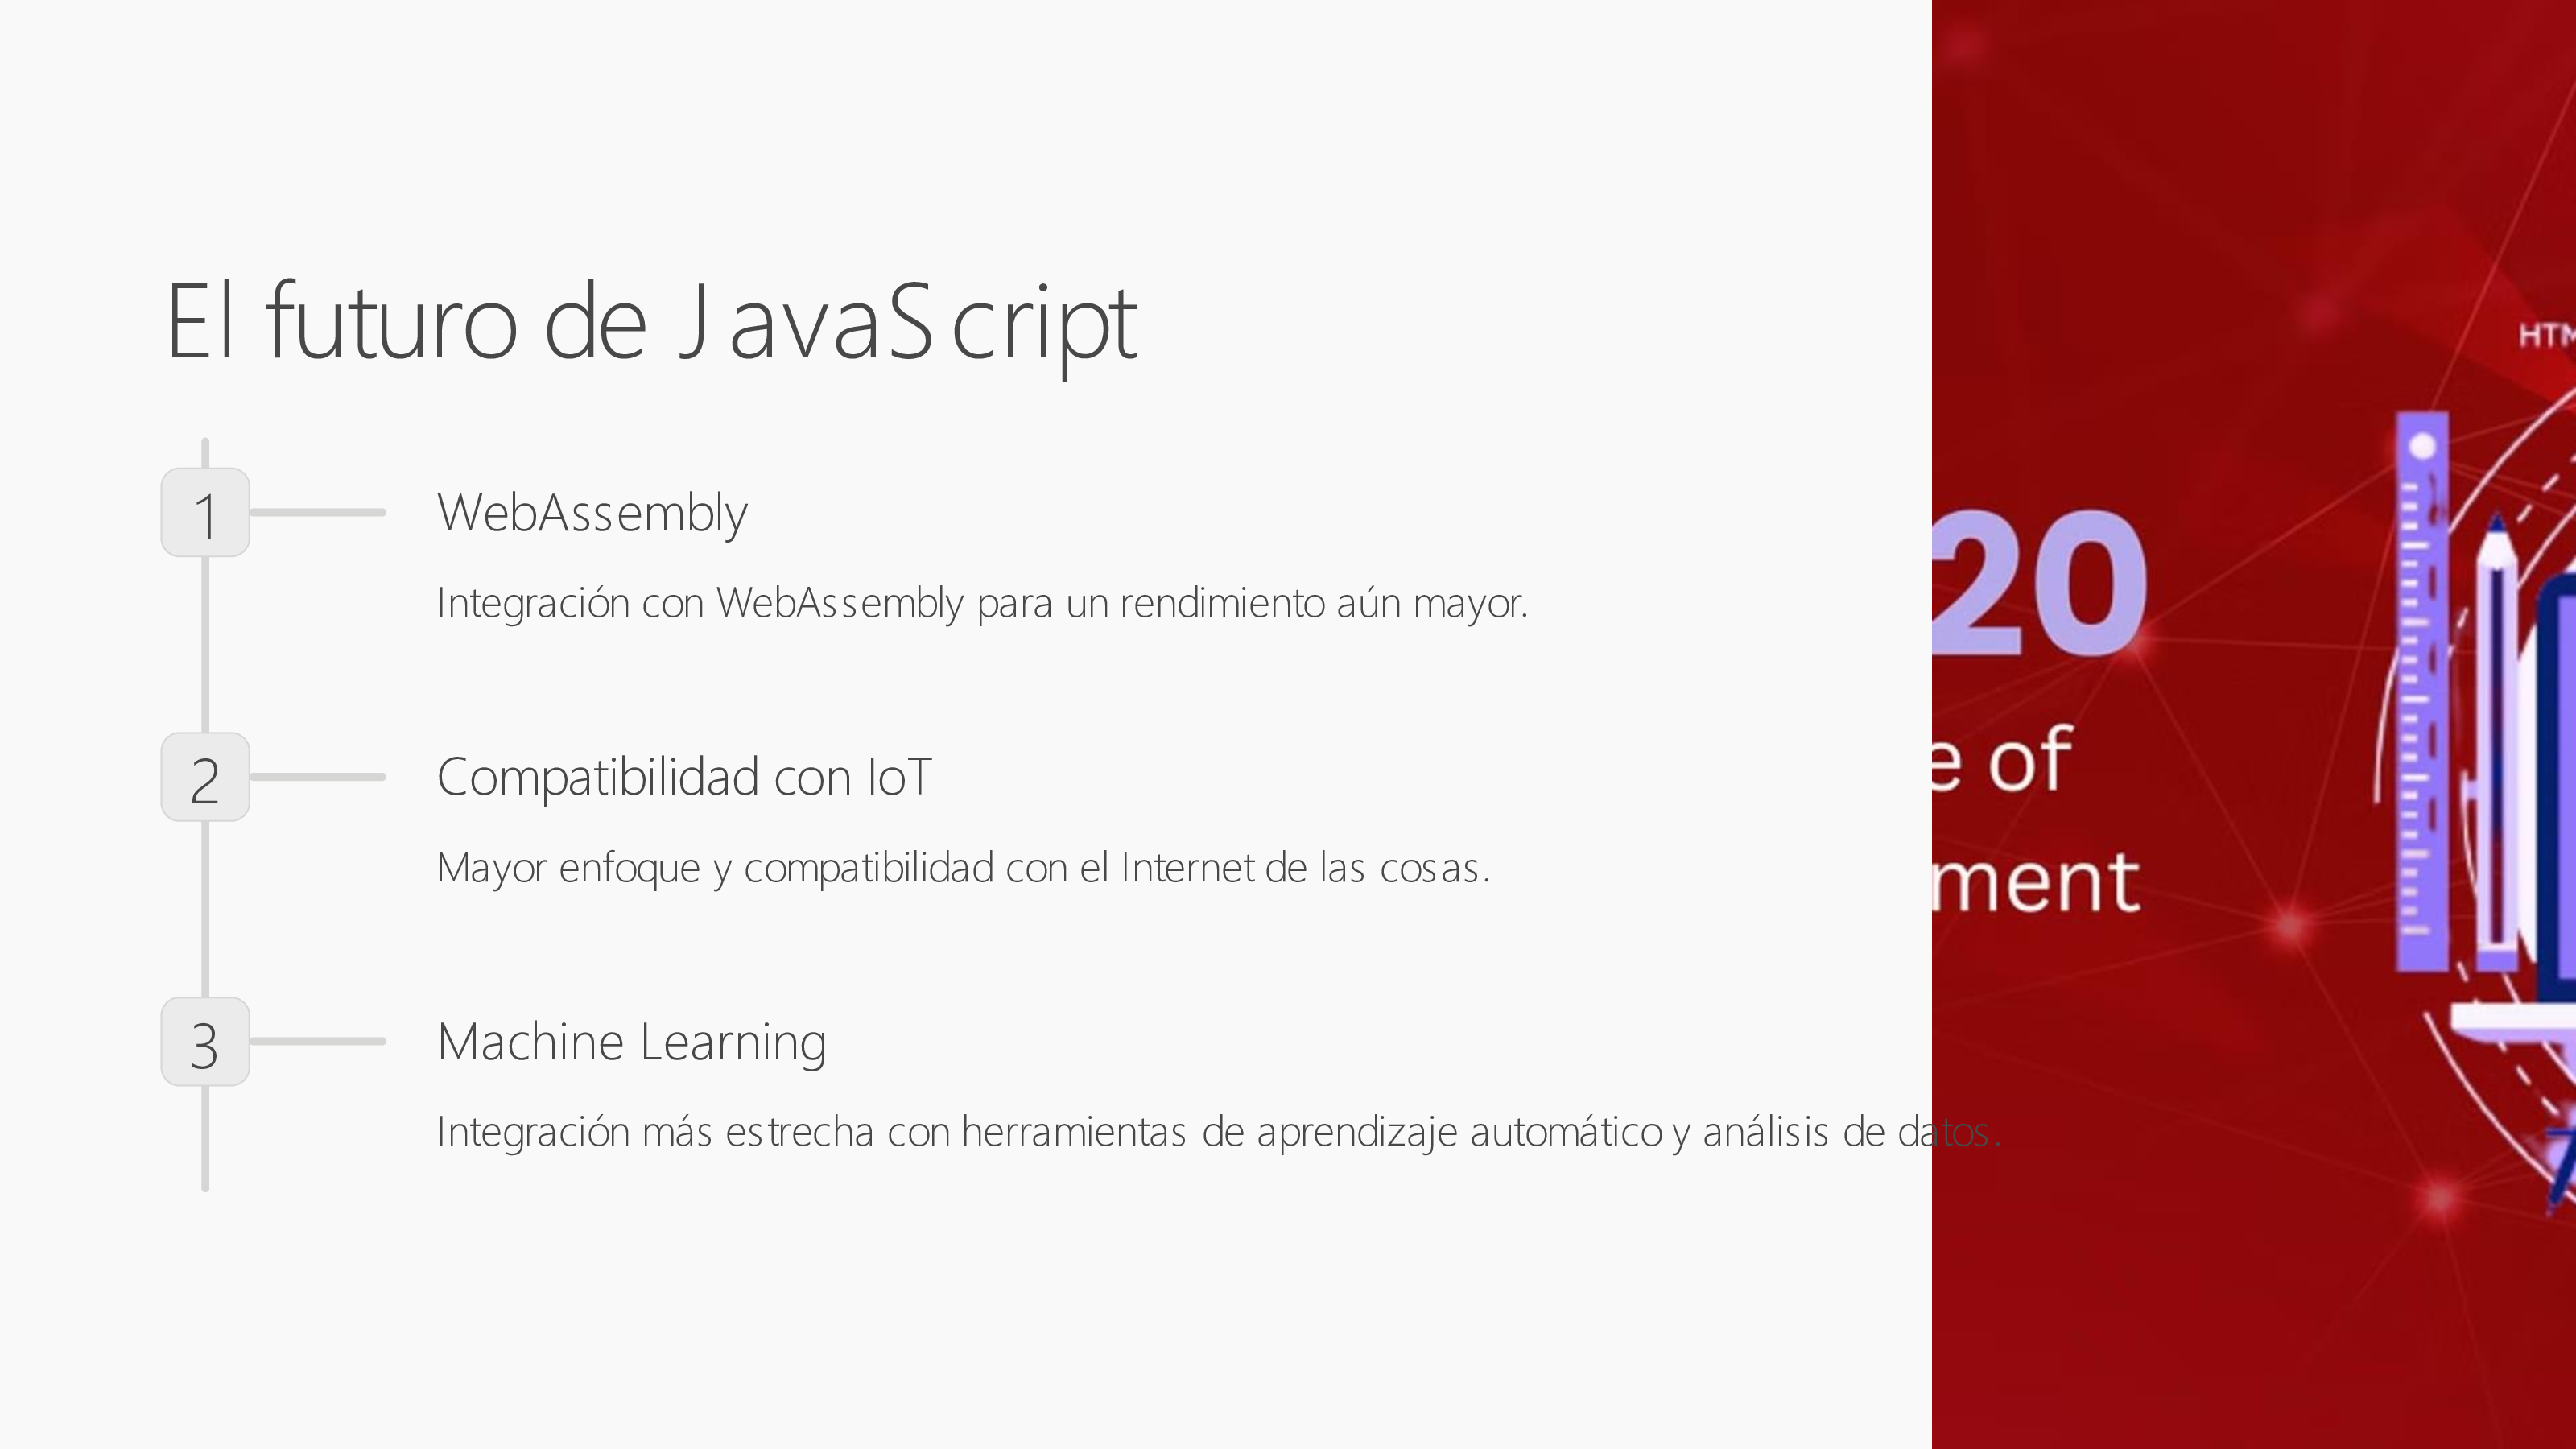 El futuro de JavaScript
1
WebAssembly
Integración con WebAssembly para un rendimiento aún mayor.
2
Compatibilidad con IoT
Mayor enfoque y compatibilidad con el Internet de las cosas.
3
Machine Learning
Integración más estrecha con herramientas de aprendizaje automático y análisis de datos.
HTM
20
e of
ment